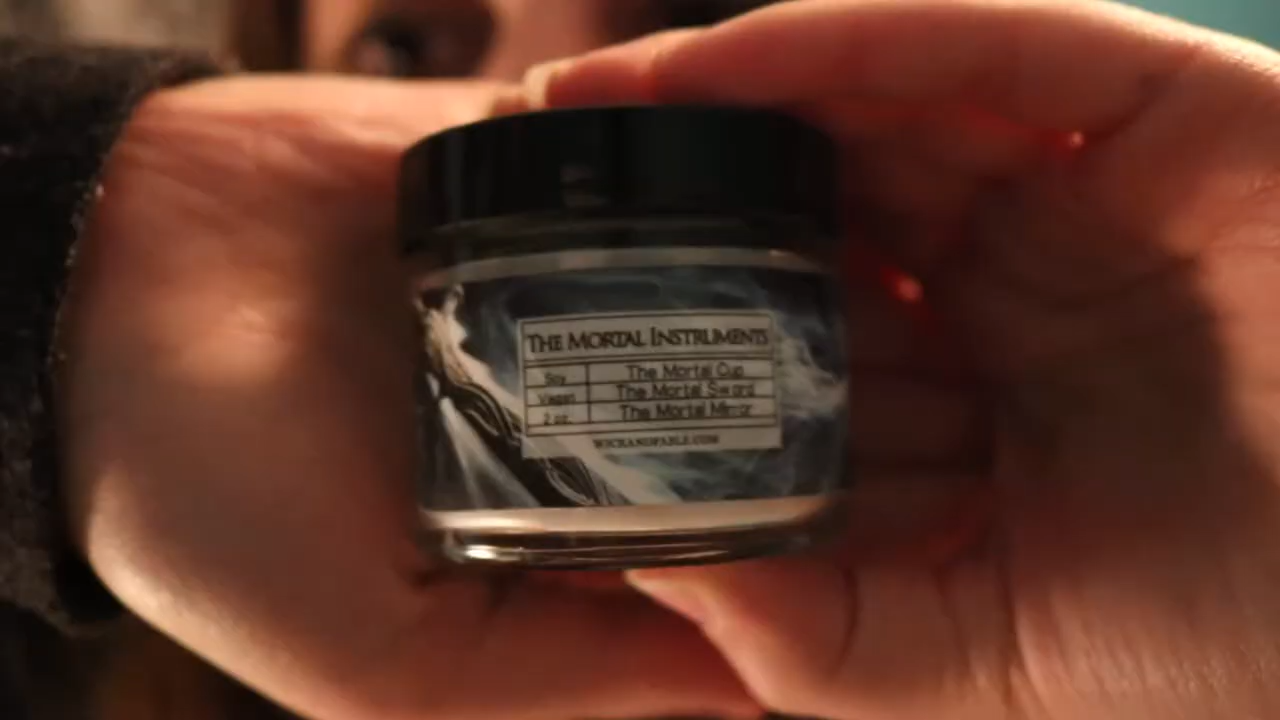 THE MORTAL INSTRUMENTS
Soy The Mortal Cup
Vegan The Mortal Sword
2 oz. The Mortal Mirror
WICKANDFABLE.COM